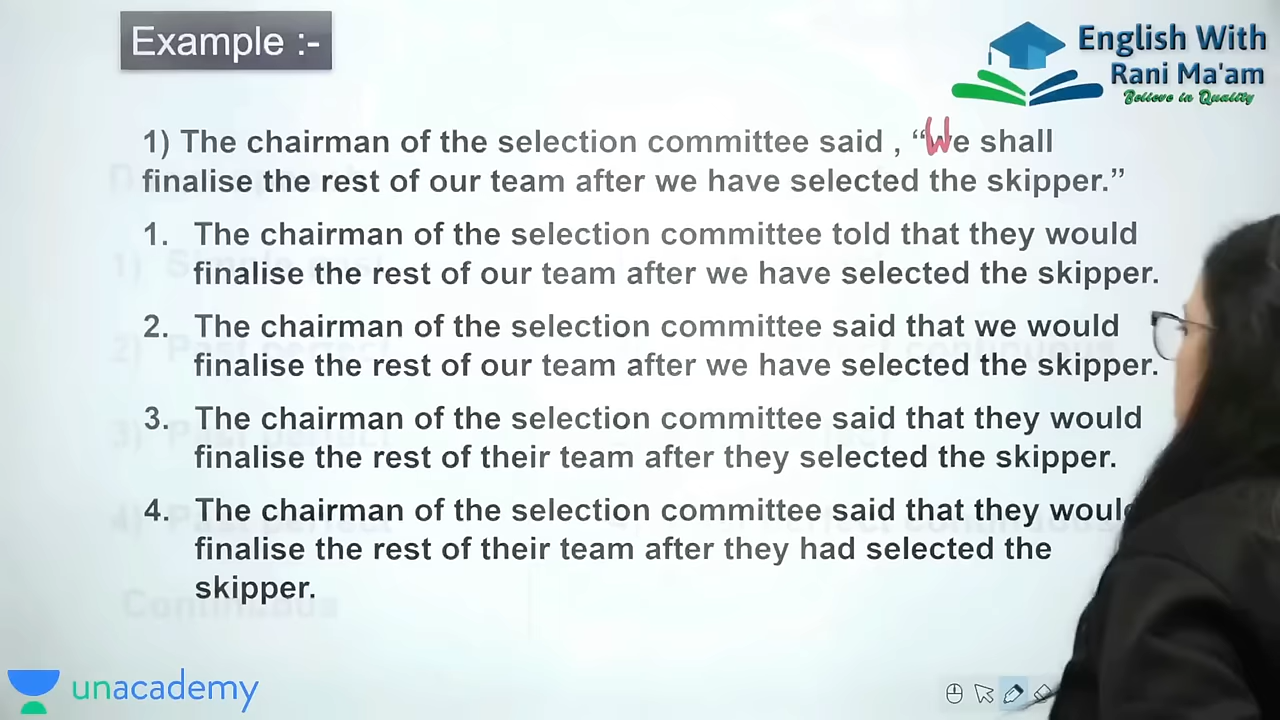 Example :-
English With
Rani Ma'am
Believe in Quality
1) The chairman of the selection committee said , “We shall
finalise the rest of our team after we have selected the skipper.”
1. The chairman of the selection committee told that they would
finalise the rest of our team after we have selected the skipper.
2. The chairman of the selection committee said that we would
finalise the rest of our team after we have selected the skipper.
3. The chairman of the selection committee said that they would
finalise the rest of their team after they selected the skipper.
4. The chairman of the selection committee said that they would
finalise the rest of their team after they had selected the
skipper.
unacademy